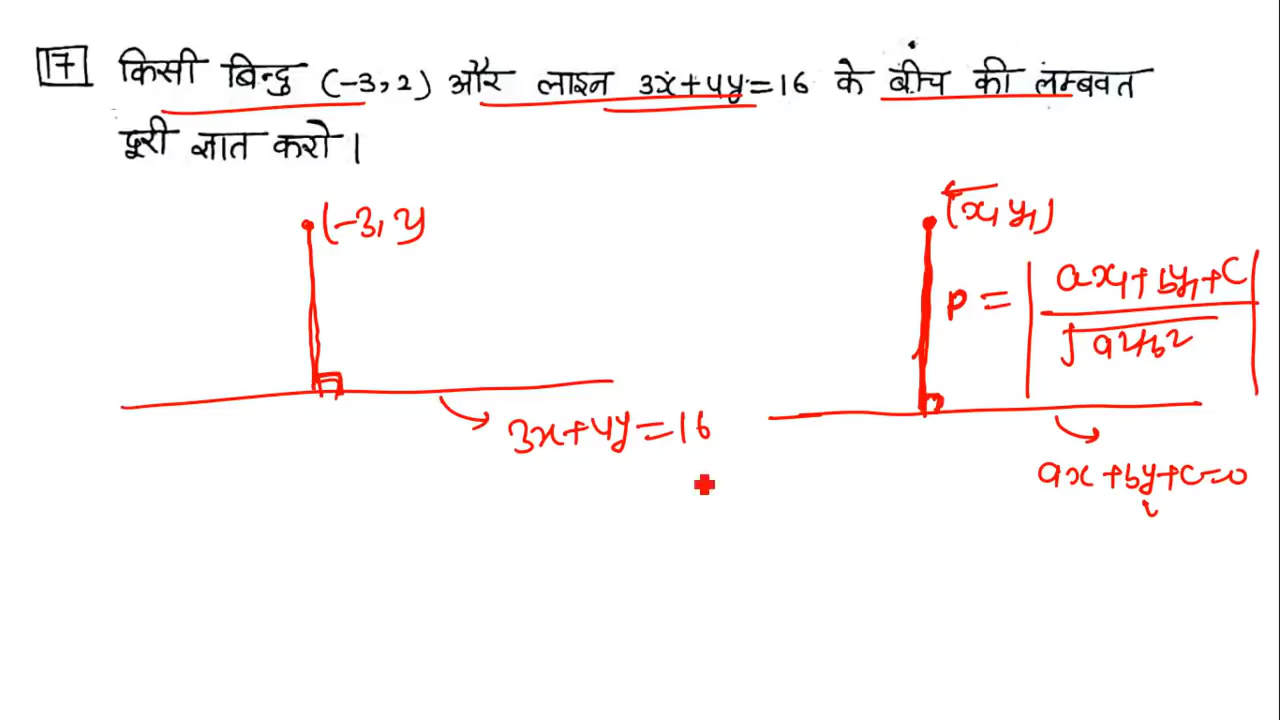 17 किसी बिन्दु (-3,2) और लाइन 3x+4y=16 के बीच की लम्बवत
दूरी ज्ञात करो।
(-3, y
(x₁ y₁)
P = | ax₁+by₁+C / √a²+b² |
3x+4y=16
ax+by+c=0